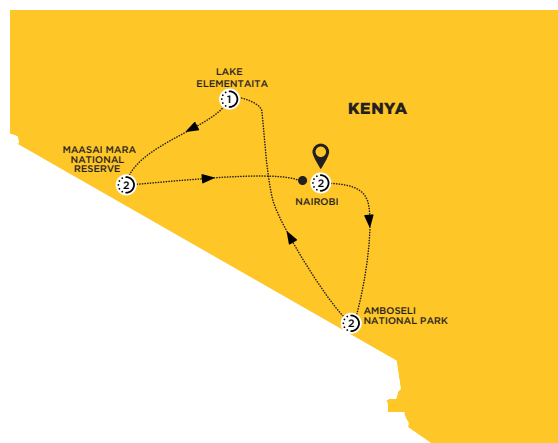 LAKE
ELEMENTAITA
1
KENYA
MAASAI MARA
NATIONAL
RESERVE
2
2
NAIROBI
AMBOSELI
NATIONAL PARK
2